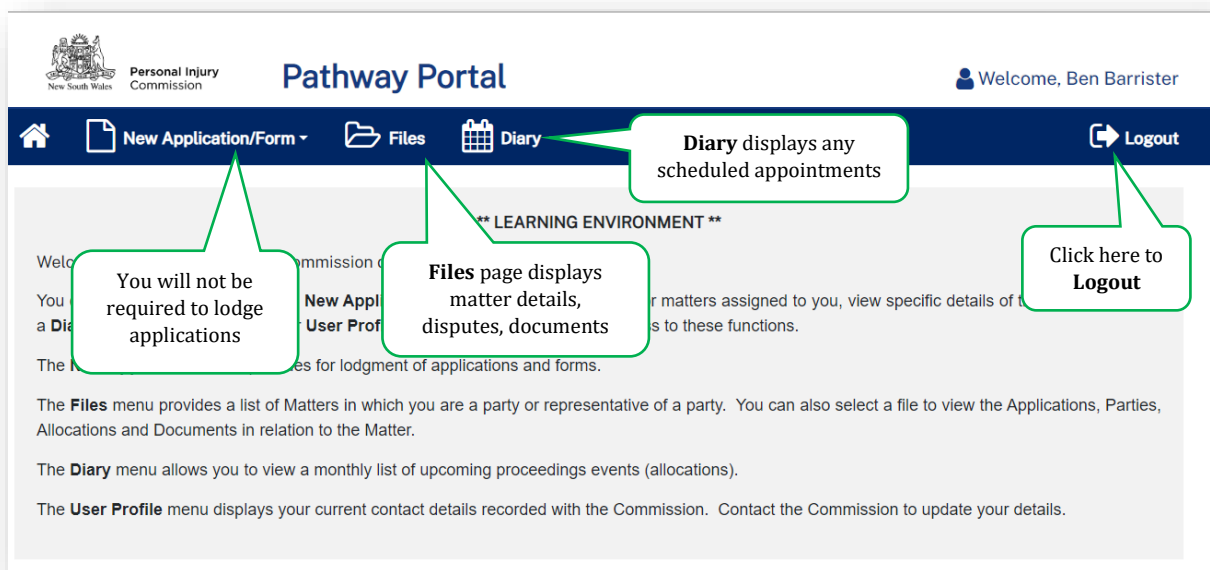 New South Wales
Personal Injury
Commission
Pathway Portal
Welcome, Ben Barrister
New Application/Form
Files
Diary
Logout
Diary displays any
scheduled appointments
** LEARNING ENVIRONMENT **
Click here to
Logout
You will not be
required to lodge
applications
Files page displays
matter details,
disputes, documents
You New Appli matters assigned to you, view specific details of
a User Prof to these functions.
The for lodgment of applications and forms.
The Files menu provides a list of Matters in which you are a party or representative of a party. You can also select a file to view the Applications, Parties,
Allocations and Documents in relation to the Matter.
The Diary menu allows you to view a monthly list of upcoming proceedings events (allocations).
The User Profile menu displays your current contact details recorded with the Commission. Contact the Commission to update your details.